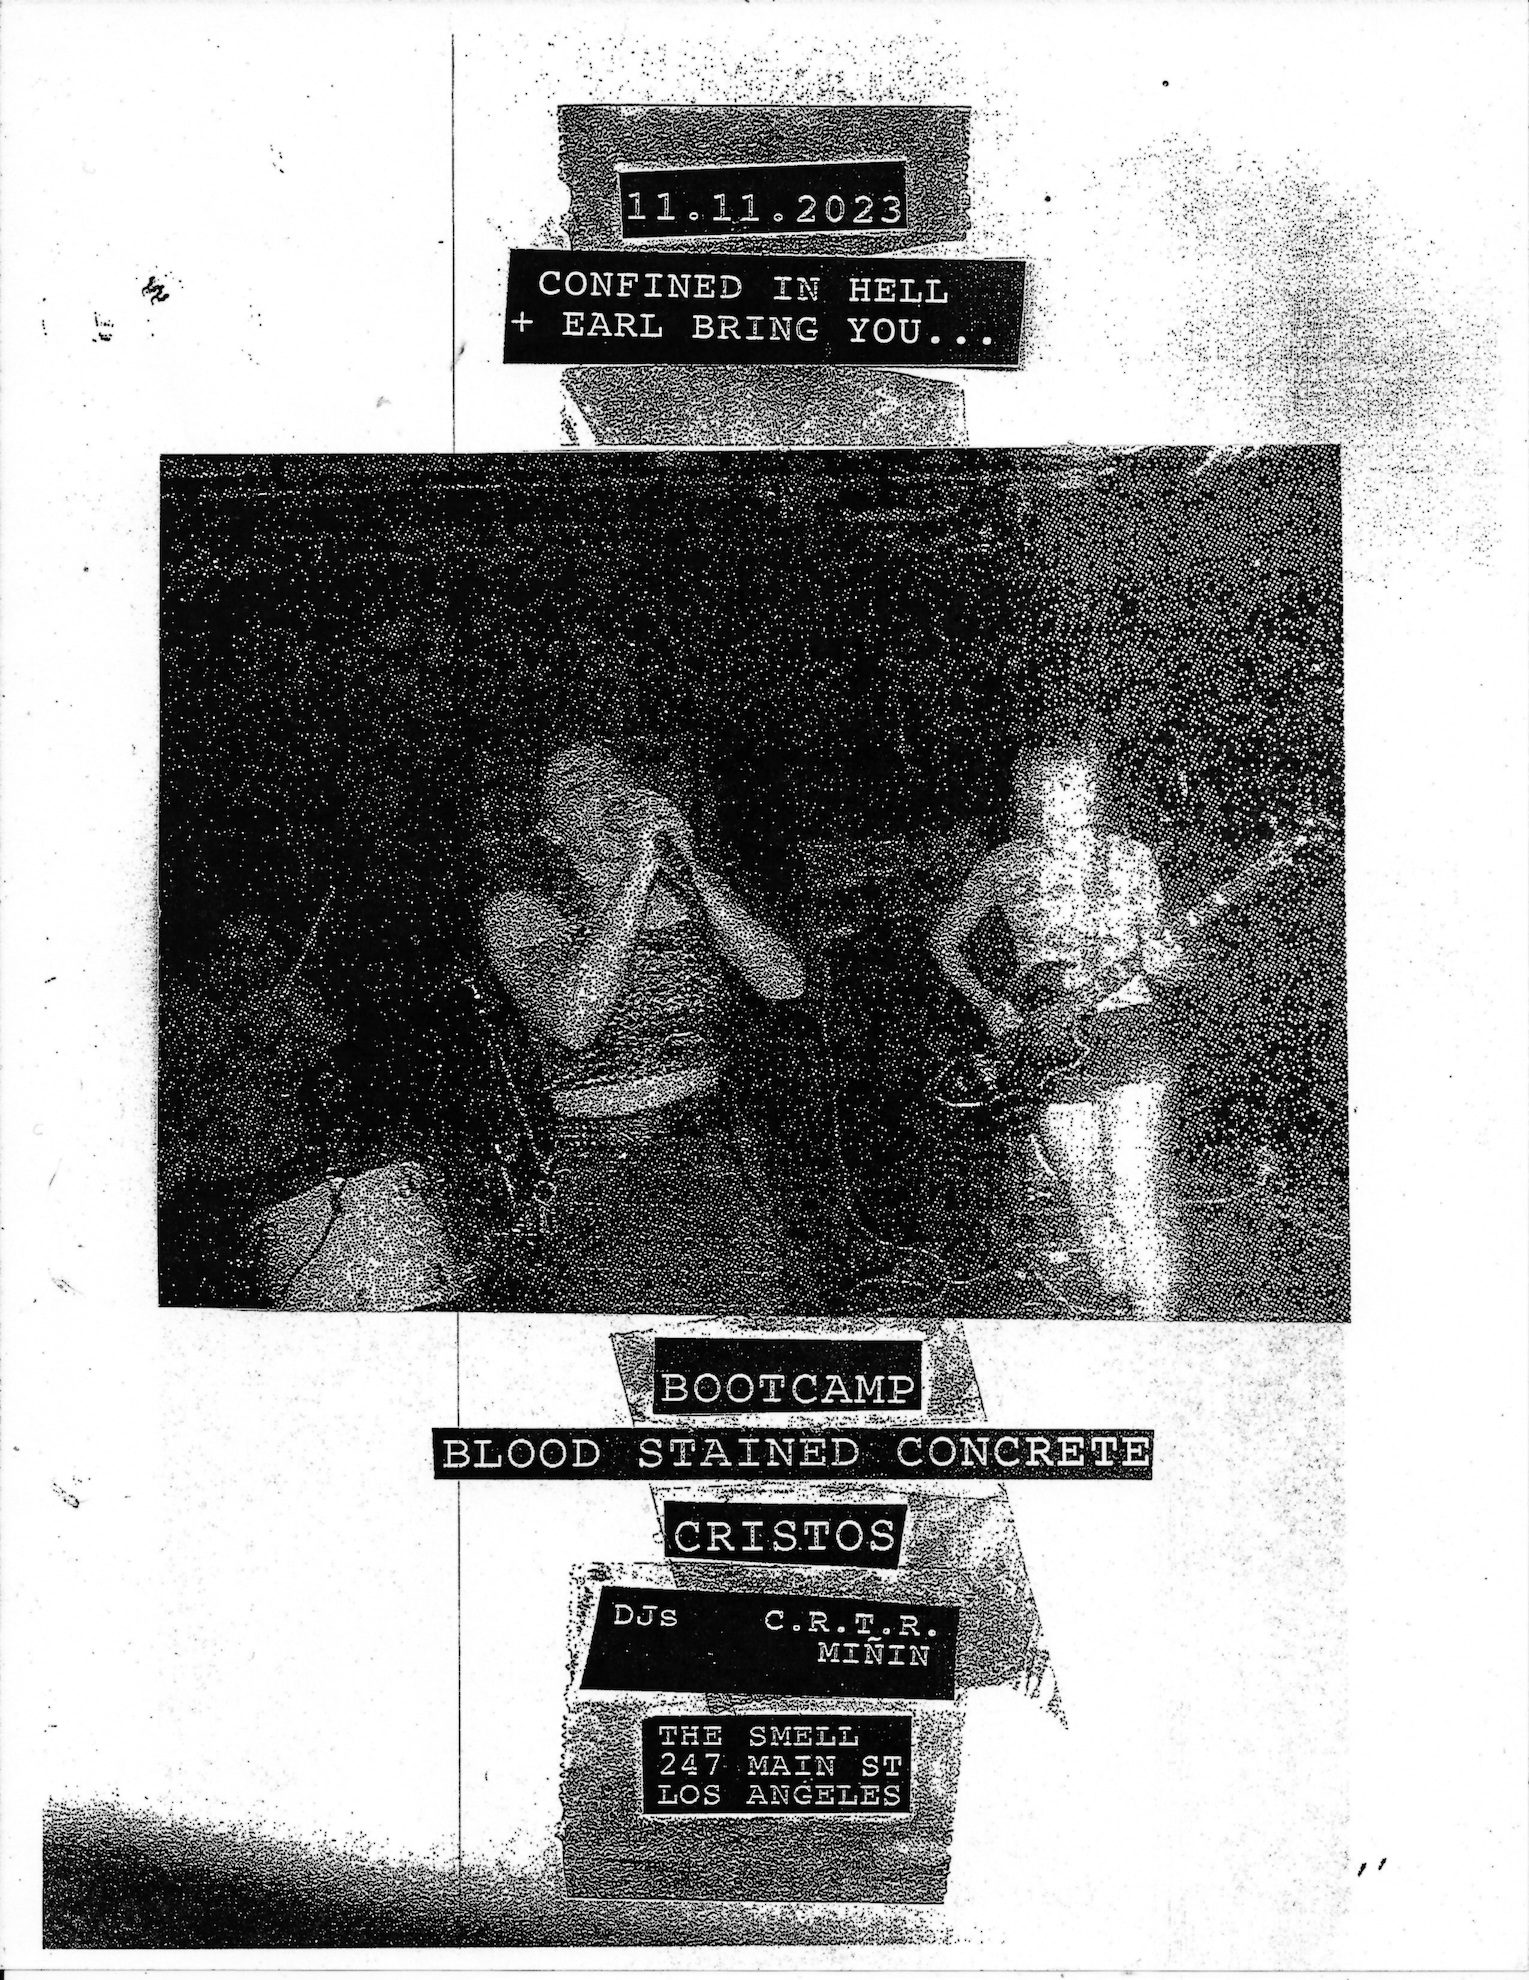 11.11.2023
CONFINED IN HELL
+ EARL BRING YOU...
BOOTCAMP
BLOOD STAINED CONCRETE
CRISTOS
DJs C.R.T.R.
MIÑIN
THE SMELL
247 MAIN ST
LOS ANGELES